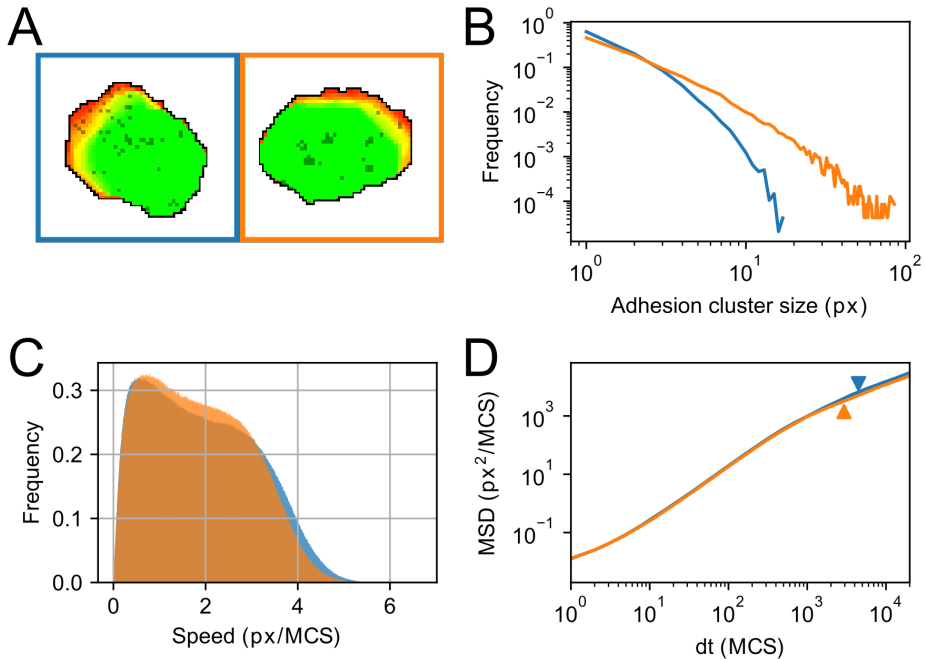 A
B
10^0
10^-1
10^-2
10^-3
10^-4
Frequency
10^0
10^1
10^2
Adhesion cluster size (px)
C
0.3
0.2
0.1
0.0
Frequency
0
2
4
6
Speed (px/MCS)
D
10^3
10^1
10^-1
MSD (px^2/MCS)
10^0
10^1
10^2
10^3
10^4
dt (MCS)